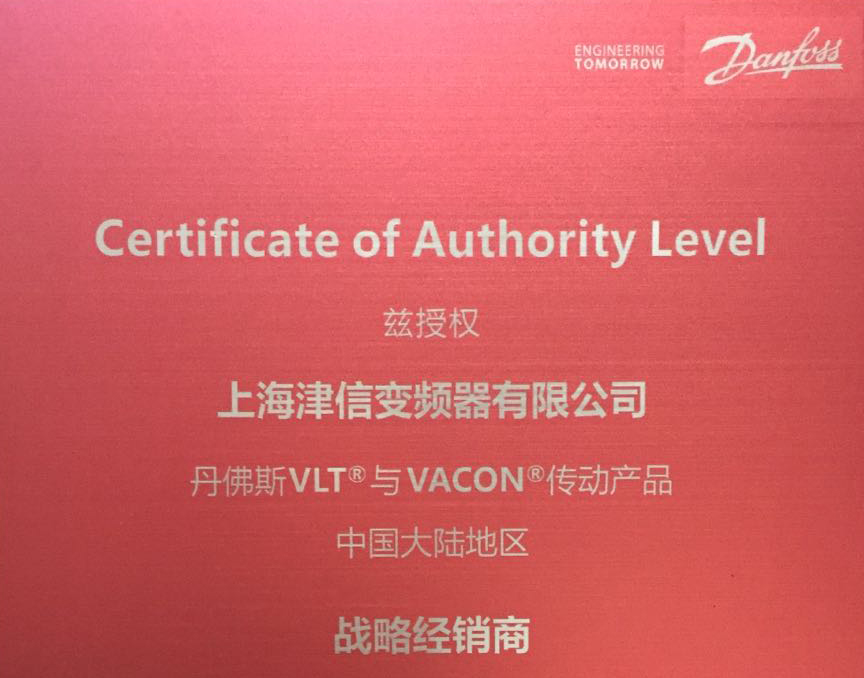 ENGINEERING
TOMORROW
Danfoss
Certificate of Authority Level
兹授权
上海津信变频器有限公司
丹佛斯VLT®与VACON®传动产品
中国大陆地区
战略经销商